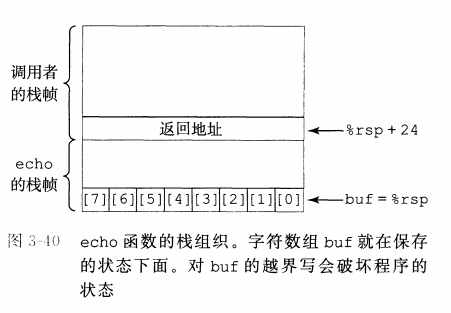 调用者
的栈帧
返回地址
%rsp+24
echo
的栈帧
[7][6][5][4][3][2][1][0]
buf=%rsp
图 3-40 echo 函数的栈组织。字符数组 buf 就在保存
的状态下面。对 buf 的越界写会破坏程序的
状态